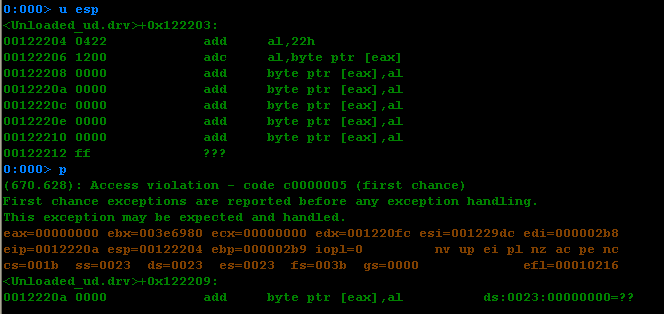 0:000> u esp
<Unloaded_ud.drv>+0x122203:
00122204 0422 add al,22h
00122206 1200 adc al,byte ptr [eax]
00122208 0000 add byte ptr [eax],al
0012220a 0000 add byte ptr [eax],al
0012220c 0000 add byte ptr [eax],al
0012220e 0000 add byte ptr [eax],al
00122210 0000 add byte ptr [eax],al
00122212 ff ???
0:000> p
(670.628): Access violation - code c0000005 (first chance)
First chance exceptions are reported before any exception handling.
This exception may be expected and handled.
eax=00000000 ebx=003e6980 ecx=00000000 edx=001220fc esi=001229dc edi=000002b8
eip=0012220a esp=00122204 ebp=000002b9 iopl=0 nv up ei pl nz ac pe nc
cs=001b ss=0023 ds=0023 es=0023 fs=003b gs=0000 efl=00010216
<Unloaded_ud.drv>+0x122209:
0012220a 0000 add byte ptr [eax],al ds:0023:00000000=??